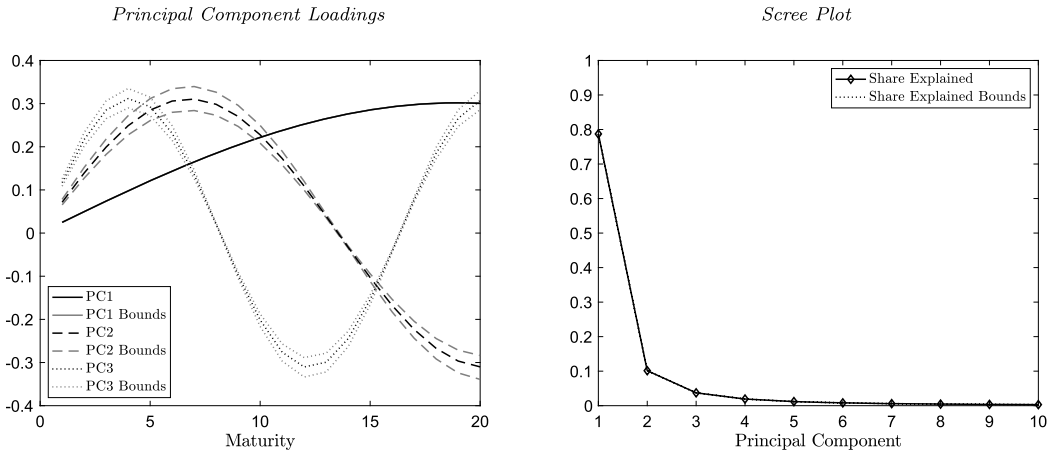 Principal Component Loadings
0.4
0.3
0.2
0.1
0
-0.1
-0.2
-0.3
-0.4
PC1
PC1 Bounds
PC2
PC2 Bounds
PC3
PC3 Bounds
0 5 10 15 20
Maturity
Scree Plot
1
0.9
0.8
0.7
0.6
0.5
0.4
0.3
0.2
0.1
0
Share Explained
Share Explained Bounds
1 2 3 4 5 6 7 8 9 10
Principal Component